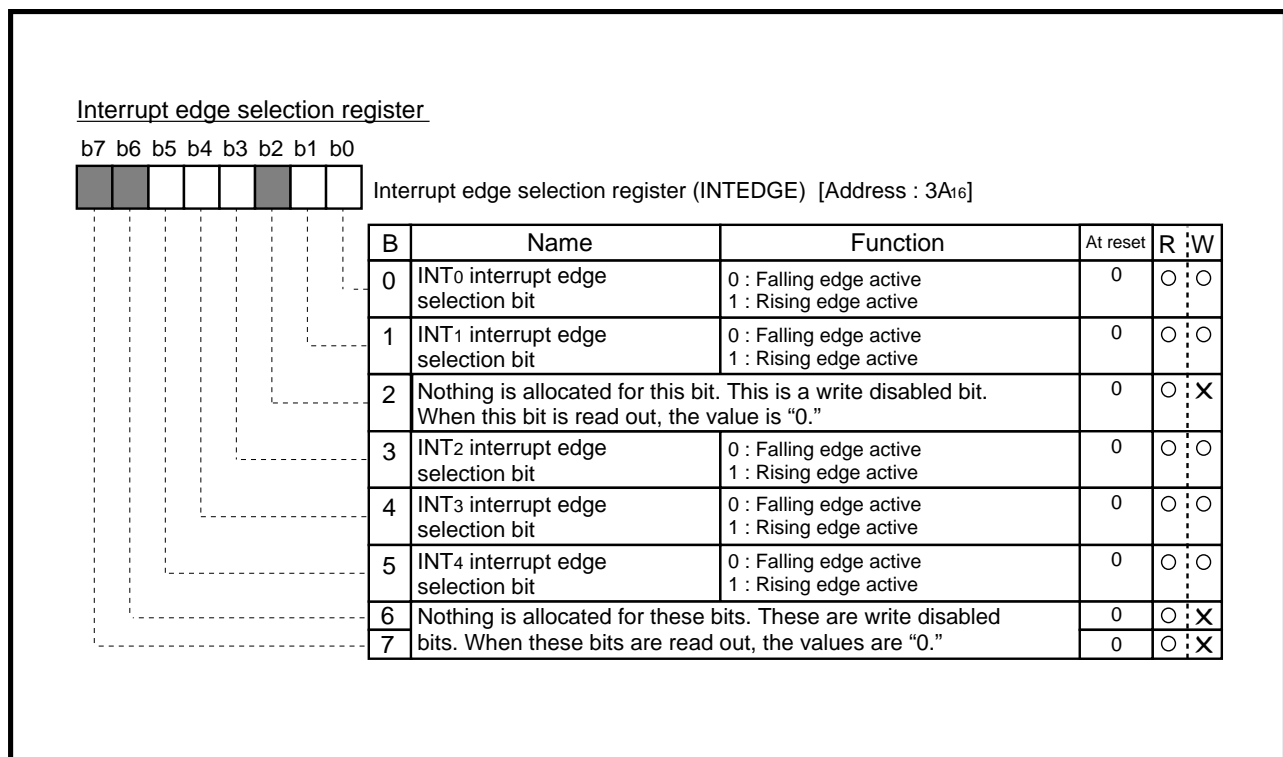 Interrupt edge selection register
b7 b6 b5 b4 b3 b2 b1 b0
Interrupt edge selection register (INTEDGE) [Address : 3A16]
B Name Function At reset R W
0 INT0 interrupt edge selection bit 0 : Falling edge active 1 : Rising edge active 0 O O
1 INT1 interrupt edge selection bit 0 : Falling edge active 1 : Rising edge active 0 O O
2 Nothing is allocated for this bit. This is a write disabled bit. When this bit is read out, the value is “0.” 0 O X
3 INT2 interrupt edge selection bit 0 : Falling edge active 1 : Rising edge active 0 O O
4 INT3 interrupt edge selection bit 0 : Falling edge active 1 : Rising edge active 0 O O
5 INT4 interrupt edge selection bit 0 : Falling edge active 1 : Rising edge active 0 O O
6 Nothing is allocated for these bits. These are write disabled 0 O X
7 bits. When these bits are read out, the values are “0.” 0 O X